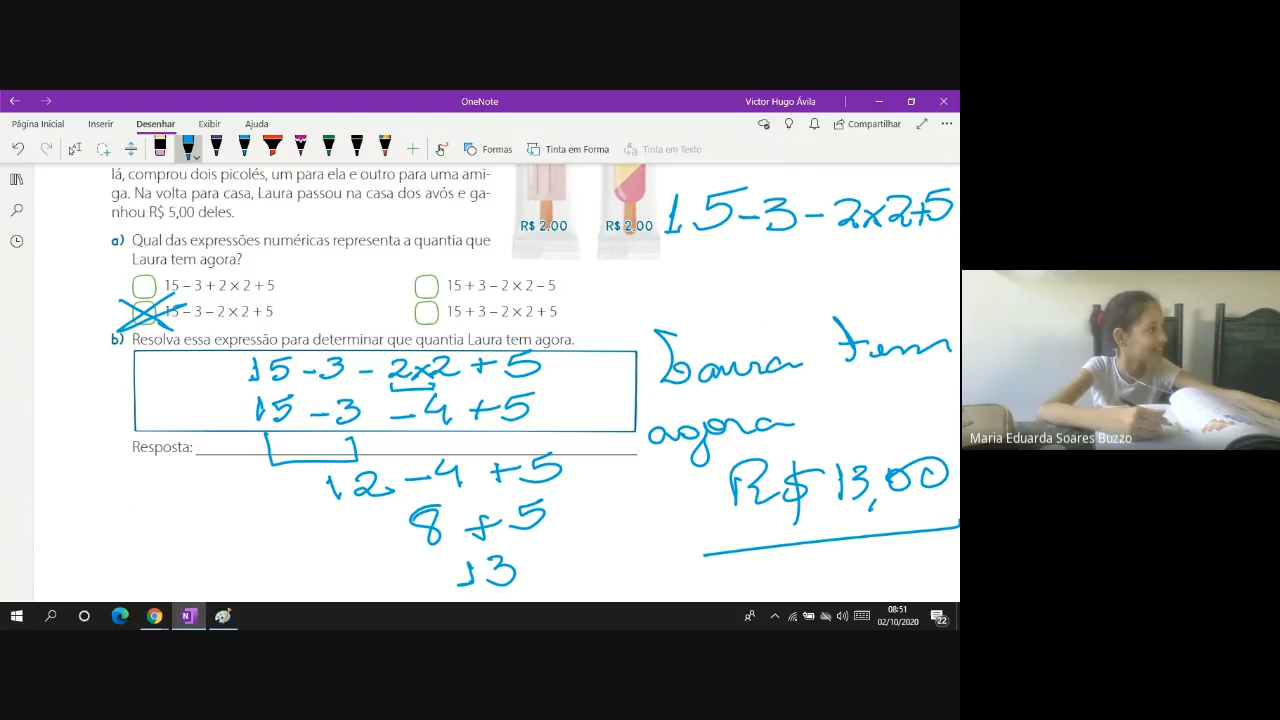 OneNote
Victor Hugo Ávila
Página Inicial Inserir Desenhar Exibir Ajuda
Compartilhar
Formas Tinta em Forma Tinta em Texto
lá, comprou dois picolés, um para ela e outro para uma ami-
ga. Na volta para casa, Laura passou na casa dos avós e ga-
nhou R$ 5,00 deles.
R$ 2,00 R$ 2,00
15-3-2x2+5
a) Qual das expressões numéricas representa a quantia que
Laura tem agora?
15 – 3 + 2 × 2 + 5
15 + 3 – 2 × 2 – 5
15 – 3 – 2 × 2 + 5
15 + 3 – 2 × 2 + 5
b) Resolva essa expressão para determinar que quantia Laura tem agora.
15 - 3 - 2x2 + 5
15 - 3 - 4 + 5
Resposta:
12 - 4 + 5
8 + 5
13
Laura tem
agora
R$ 13,00
Maria Eduarda Soares Buzzo
08:51
02/10/2020
22